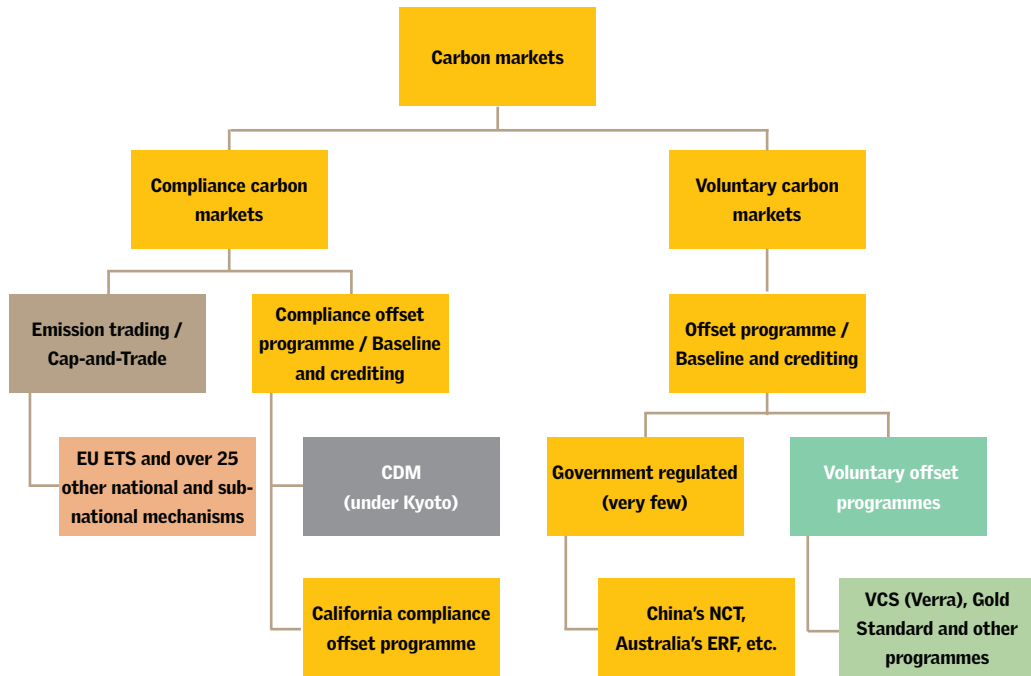 Carbon markets
Compliance carbon
markets
Voluntary carbon
markets
Emission trading /
Cap-and-Trade
Compliance offset
programme / Baseline
and crediting
Offset programme /
Baseline and crediting
EU ETS and over 25
other national and sub-
national mechanisms
CDM
(under Kyoto)
Government regulated
(very few)
Voluntary offset
programmes
California compliance
offset programme
China’s NCT,
Australia’s ERF, etc.
VCS (Verra), Gold
Standard and other
programmes